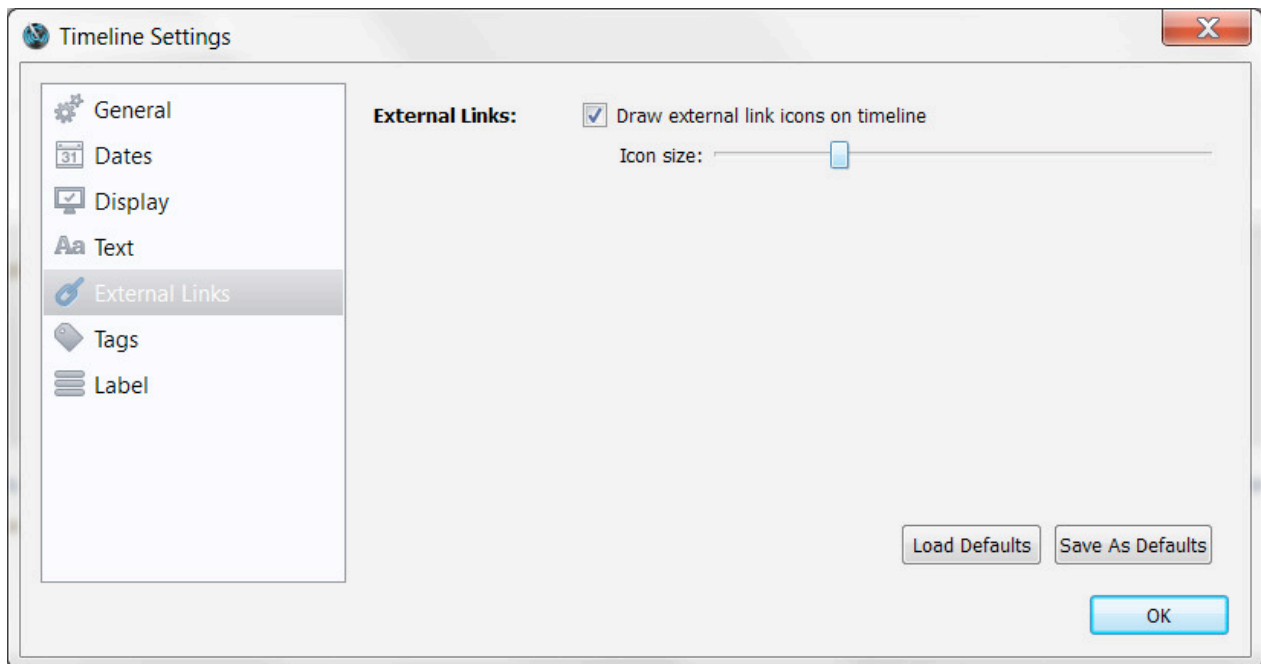 Timeline Settings
General
Dates
31
Display
Aa Text
External Links
Tags
Label
External Links:
Draw external link icons on timeline
Icon size:
Load Defaults
Save As Defaults
OK